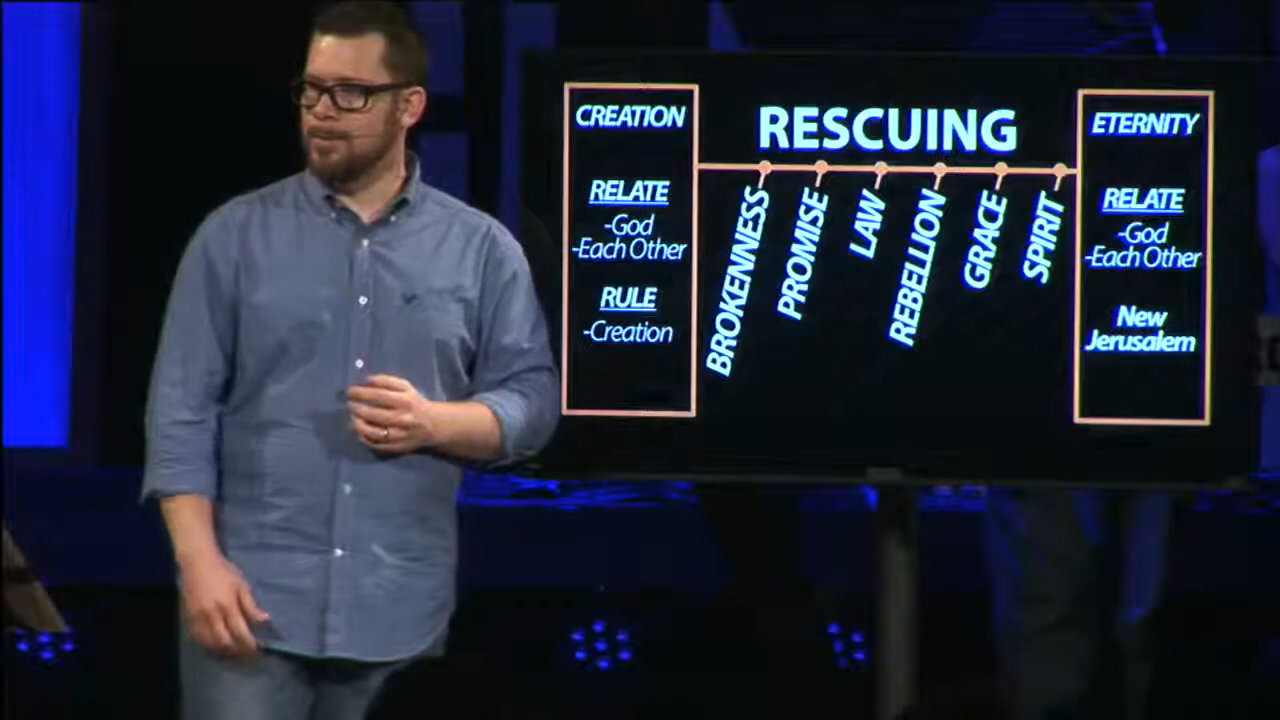 CREATION
RELATE
-God
-Each Other
RULE
-Creation
RESCUING
BROKENNESS
PROMISE
LAW
REBELLION
GRACE
SPIRIT
ETERNITY
RELATE
-God
-Each Other
New
Jerusalem